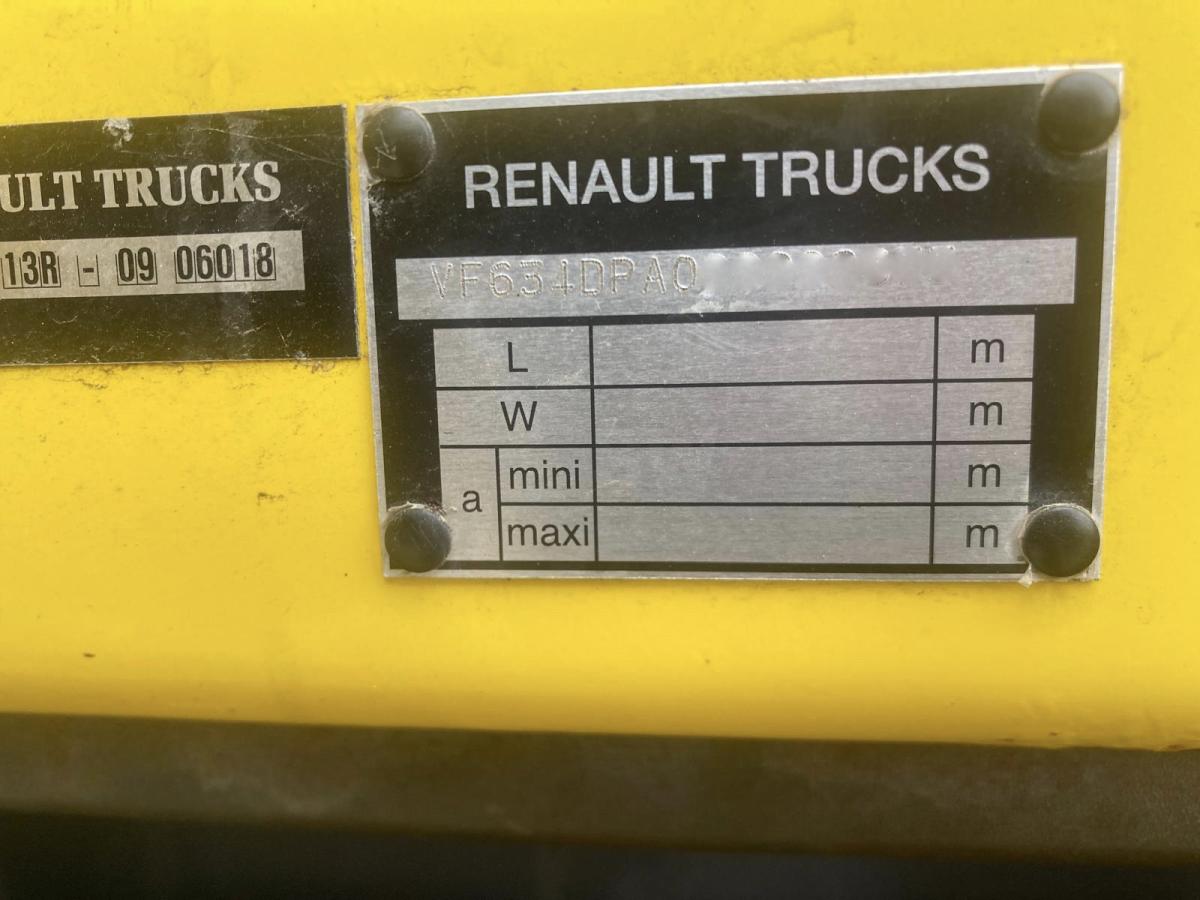 ULT TRUCKS
13R - 09 06018
RENAULT TRUCKS
VF634DPA0
L m
W m
a mini m
maxi m